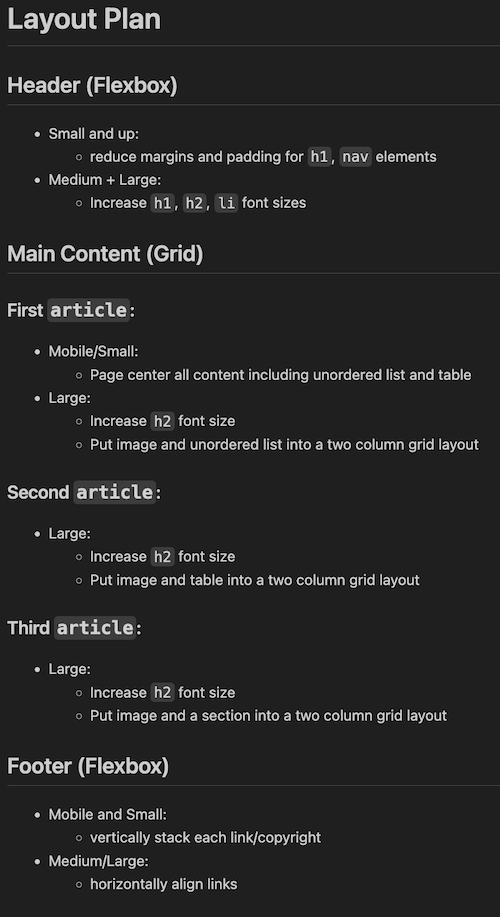 Layout Plan
Header (Flexbox)
Small and up:
reduce margins and padding for h1, nav elements
Medium + Large:
Increase h1, h2, li font sizes
Main Content (Grid)
First article:
Mobile/Small:
Page center all content including unordered list and table
Large:
Increase h2 font size
Put image and unordered list into a two column grid layout
Second article:
Large:
Increase h2 font size
Put image and table into a two column grid layout
Third article:
Large:
Increase h2 font size
Put image and a section into a two column grid layout
Footer (Flexbox)
Mobile and Small:
vertically stack each link/copyright
Medium/Large:
horizontally align links